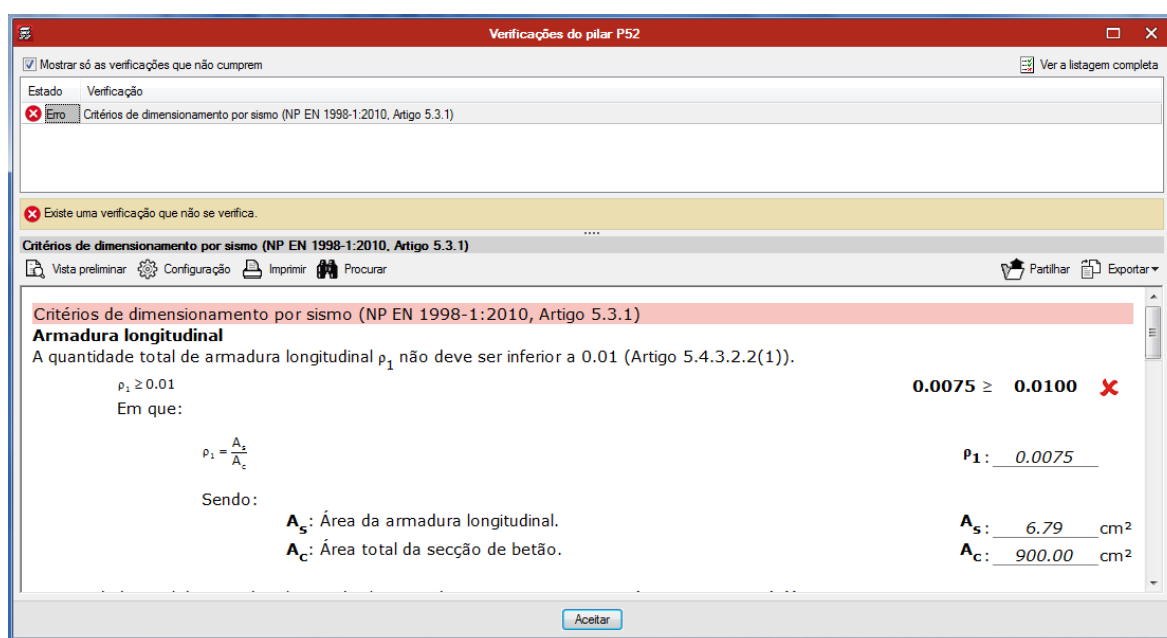 Verificações do pilar P52
Mostrar só as verificações que não cumprem
Ver a listagem completa
Estado Verificação
Erro Critérios de dimensionamento por sismo (NP EN 1998-1:2010, Artigo 5.3.1)
Existe uma verificação que não se verifica.
Critérios de dimensionamento por sismo (NP EN 1998-1:2010, Artigo 5.3.1)
Vista preliminar Configuração Imprimir Procurar Partilhar Exportar
Critérios de dimensionamento por sismo (NP EN 1998-1:2010, Artigo 5.3.1)
Armadura longitudinal
A quantidade total de armadura longitudinal ρ1 não deve ser inferior a 0.01 (Artigo 5.4.3.2.2(1)).
ρ1 ≥ 0.01 0.0075 ≥ 0.0100
Em que:
ρ1 = As/Ac ρ1: 0.0075
Sendo:
As: Área da armadura longitudinal. As: 6.79 cm²
Ac: Área total da secção de betão. Ac: 900.00 cm²
Aceitar